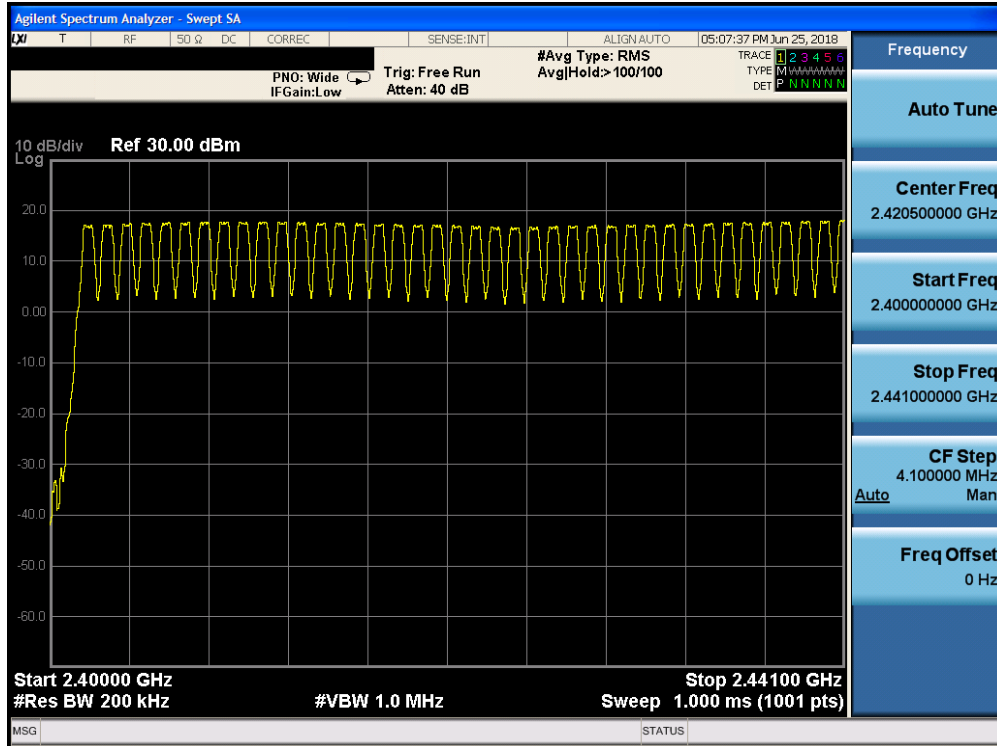 Agilent Spectrum Analyzer - Swept SA
LXI T RF 50 Ω DC CORREC SENSE:INT ALIGN AUTO 05:07:37 PM Jun 25, 2018
PNO: Wide
IFGain:Low
Trig: Free Run
Atten: 40 dB
#Avg Type: RMS
Avg|Hold:>100/100
TRACE 1 2 3 4 5 6
TYPE M WWWWW
DET P N N N N N
10 dB/div
Log
Ref 30.00 dBm
20.0
10.0
0.00
-10.0
-20.0
-30.0
-40.0
-50.0
-60.0
Start 2.40000 GHz
Stop 2.44100 GHz
#Res BW 200 kHz
#VBW 1.0 MHz
Sweep 1.000 ms (1001 pts)
MSG
STATUS
Frequency
Auto Tune
Center Freq
2.420500000 GHz
Start Freq
2.400000000 GHz
Stop Freq
2.441000000 GHz
CF Step
4.100000 MHz
Auto Man
Freq Offset
0 Hz